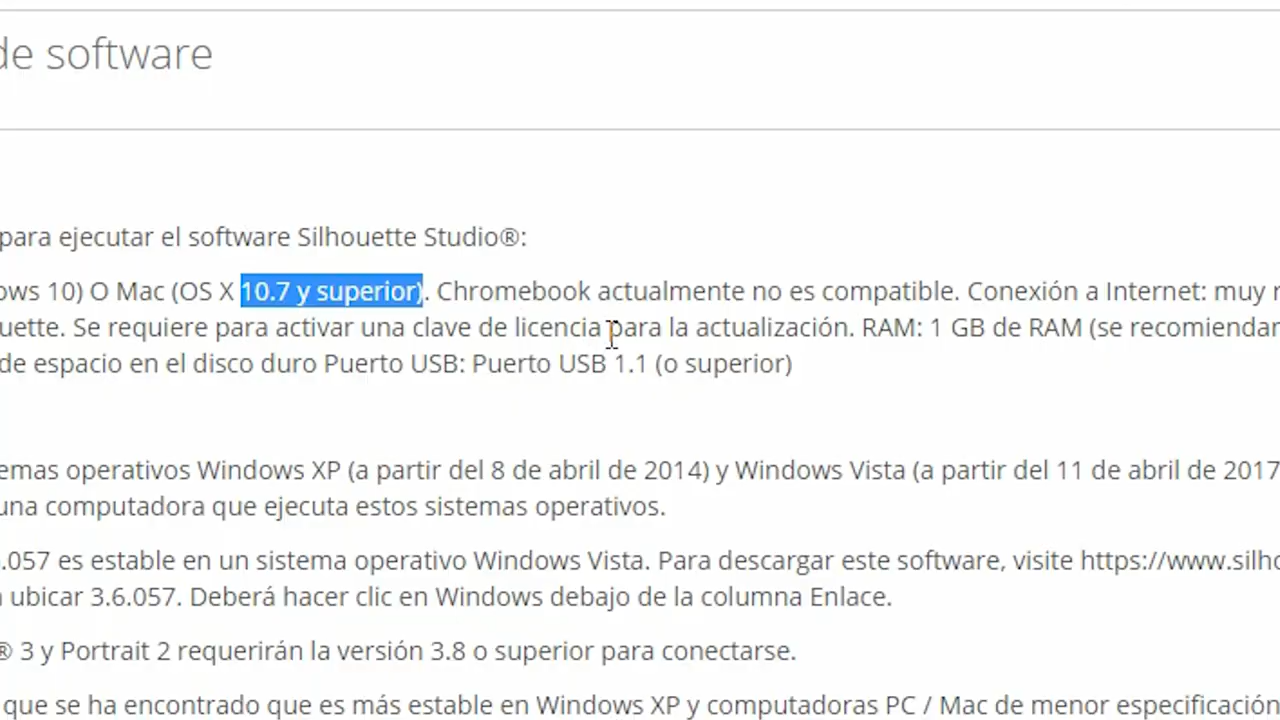 de software
para ejecutar el software Silhouette Studio®:
ows 10) O Mac (OS X 10.7 y superior). Chromebook actualmente no es compatible. Conexión a Internet: muy
uette. Se requiere para activar una clave de licencia para la actualización. RAM: 1 GB de RAM (se recomiendan
de espacio en el disco duro Puerto USB: Puerto USB 1.1 (o superior)
emas operativos Windows XP (a partir del 8 de abril de 2014) y Windows Vista (a partir del 11 de abril de 2017
una computadora que ejecuta estos sistemas operativos.
.057 es estable en un sistema operativo Windows Vista. Para descargar este software, visite https://www.silho
ubicar 3.6.057. Deberá hacer clic en Windows debajo de la columna Enlace.
® 3 y Portrait 2 requerirán la versión 3.8 o superior para conectarse.
que se ha encontrado que es más estable en Windows XP y computadoras PC / Mac de menor especificación